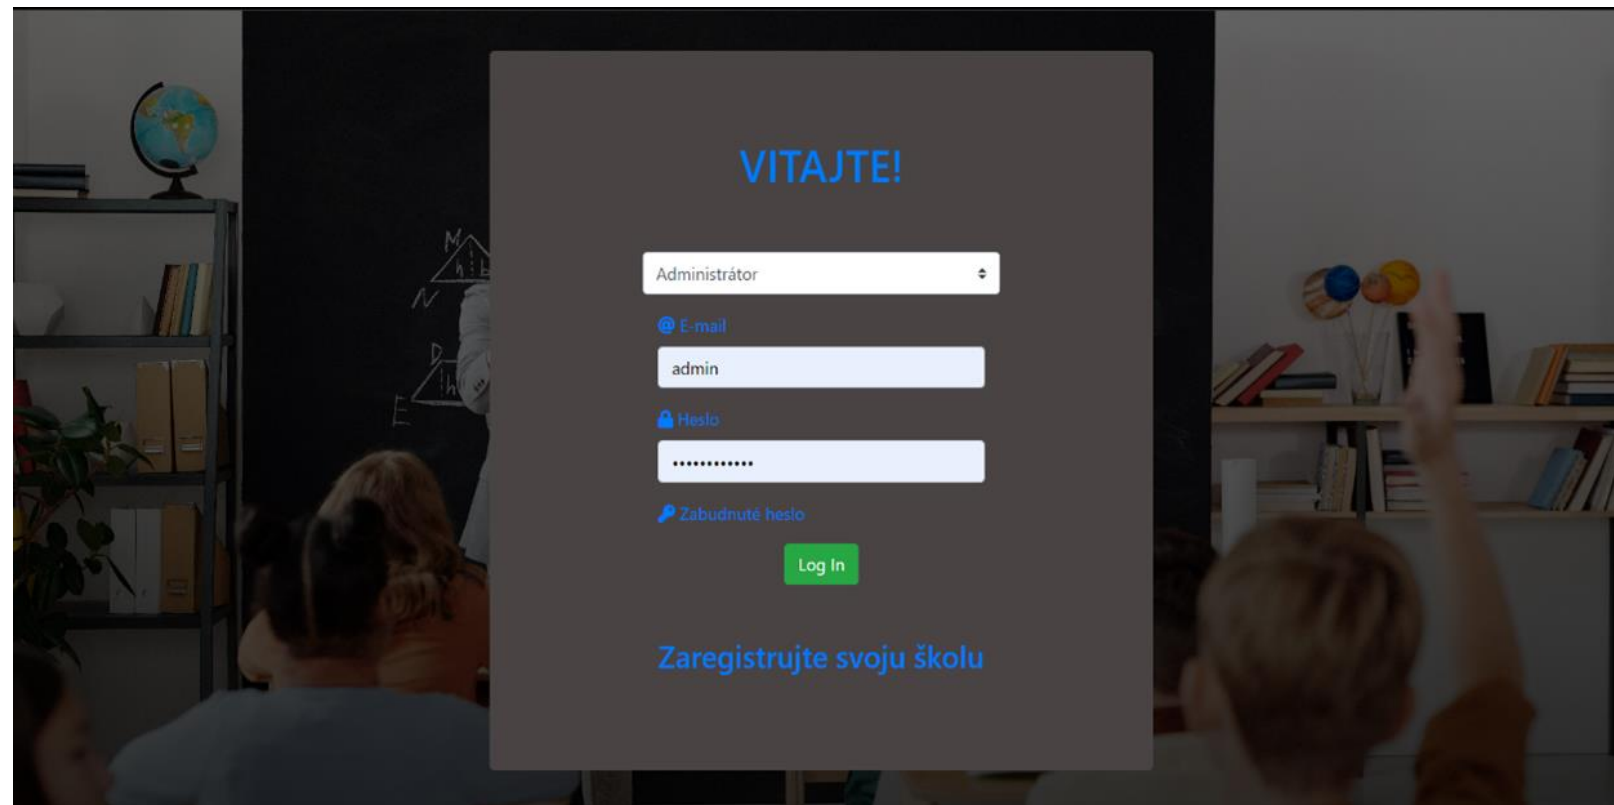 VITAJTE!
Administrátor
@ E-mail
admin
Heslo
••••••••••••
Zabudnuté heslo
Log In
Zaregistrujte svoju školu
M
h b
N
D
h
E